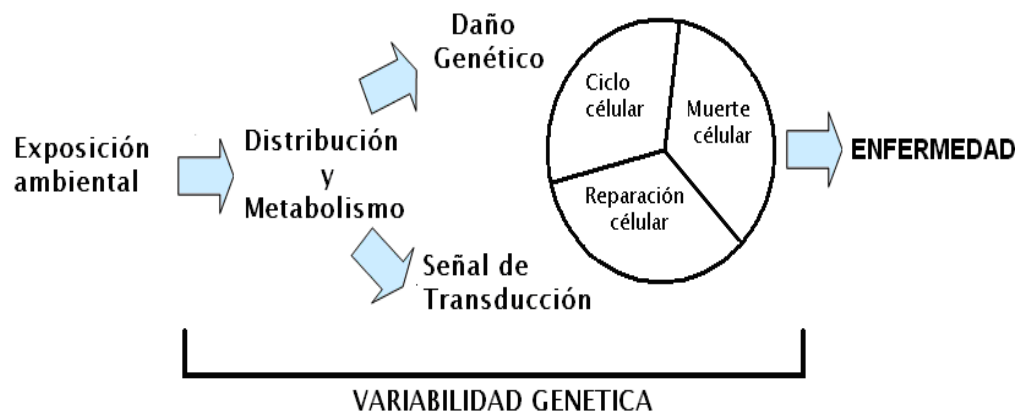 Exposición
ambiental
Distribución
y
Metabolismo
Daño
Genético
Señal de
Transducción
Ciclo
célular
Muerte
célular
Reparación
célular
ENFERMEDAD
VARIABILIDAD GENETICA